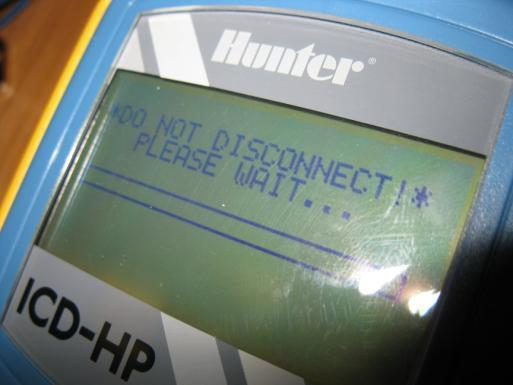 Hunter®
*DO NOT DISCONNECT!*
PLEASE WAIT...
ICD-HP